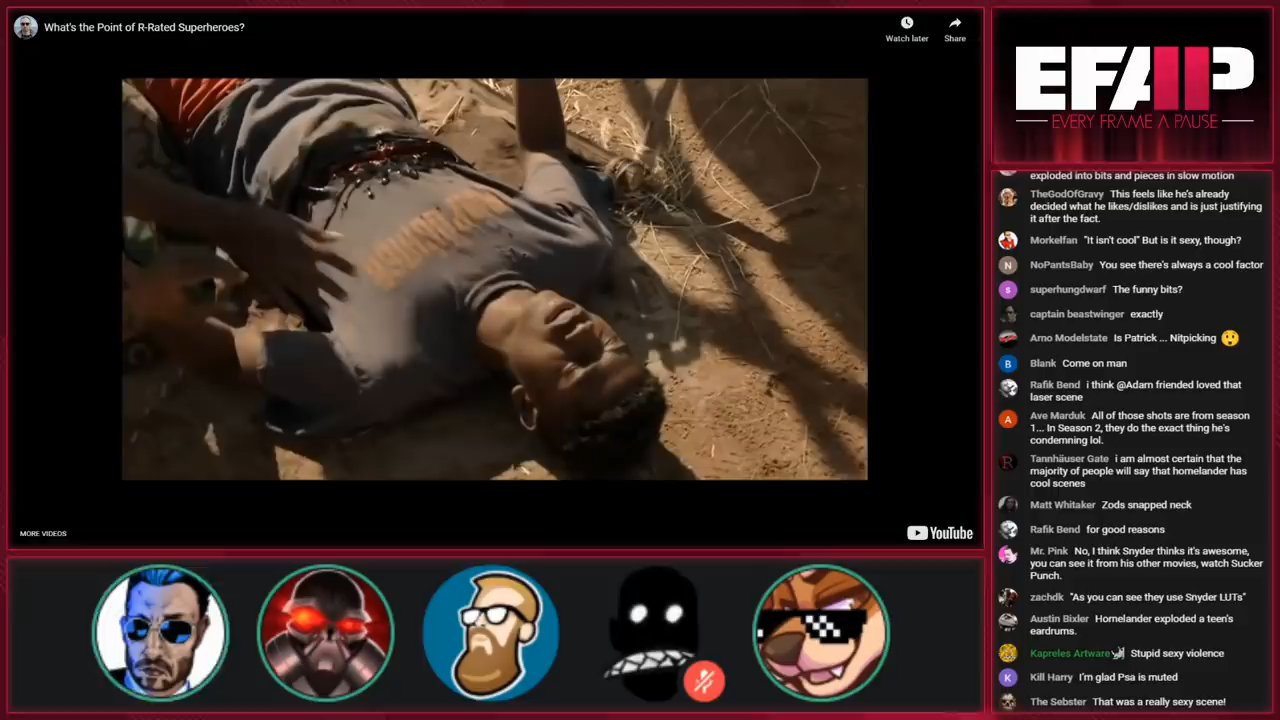 What's the Point of R-Rated Superheroes?
Watch later
Share
MORE VIDEOS
YouTube
EFAP
EVERY FRAME A PAUSE
exploded into bits and pieces in slow motion
TheGodOfGravy This feels like he's already
decided what he likes/dislikes and is just justifying
it after the fact.
Morkelfan "It isn't cool" But is it sexy, though?
N NoPantsBaby You see there's always a cool factor
s superhungdwarf The funny bits?
captain beastwinger exactly
Arno Modelstate Is Patrick ... Nitpicking 😲
B Blank Come on man
Rafik Bend i think @Adam friended loved that
laser scene
A Ave Marduk All of those shots are from season
1... In Season 2, they do the exact thing he's
condemning lol.
R Tannhäuser Gate i am almost certain that the
majority of people will say that homelander has
cool scenes
Matt Whitaker Zods snapped neck
Rafik Bend for good reasons
Mr. Pink No, I think Snyder thinks it's awesome,
you can see it from his other movies, watch Sucker
Punch.
zachdk "As you can see they use Snyder LUTs"
Austin Bixler Homelander exploded a teen's
eardrums.
Kapreles Artware Stupid sexy violence
K Kill Harry I'm glad Psa is muted
The Sebster That was a really sexy scene!